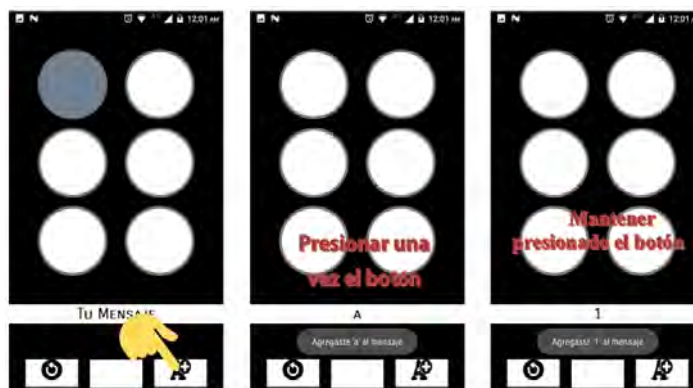 12:01 AM
12:01 AM
12:01 AM
Presionar una
vez el botón
Mantener
presionado el botón
TU MENSAJE
A
1
Agregaste 'a' al mensaje
Agregaste '1' al mensaje
A+
A+
A+